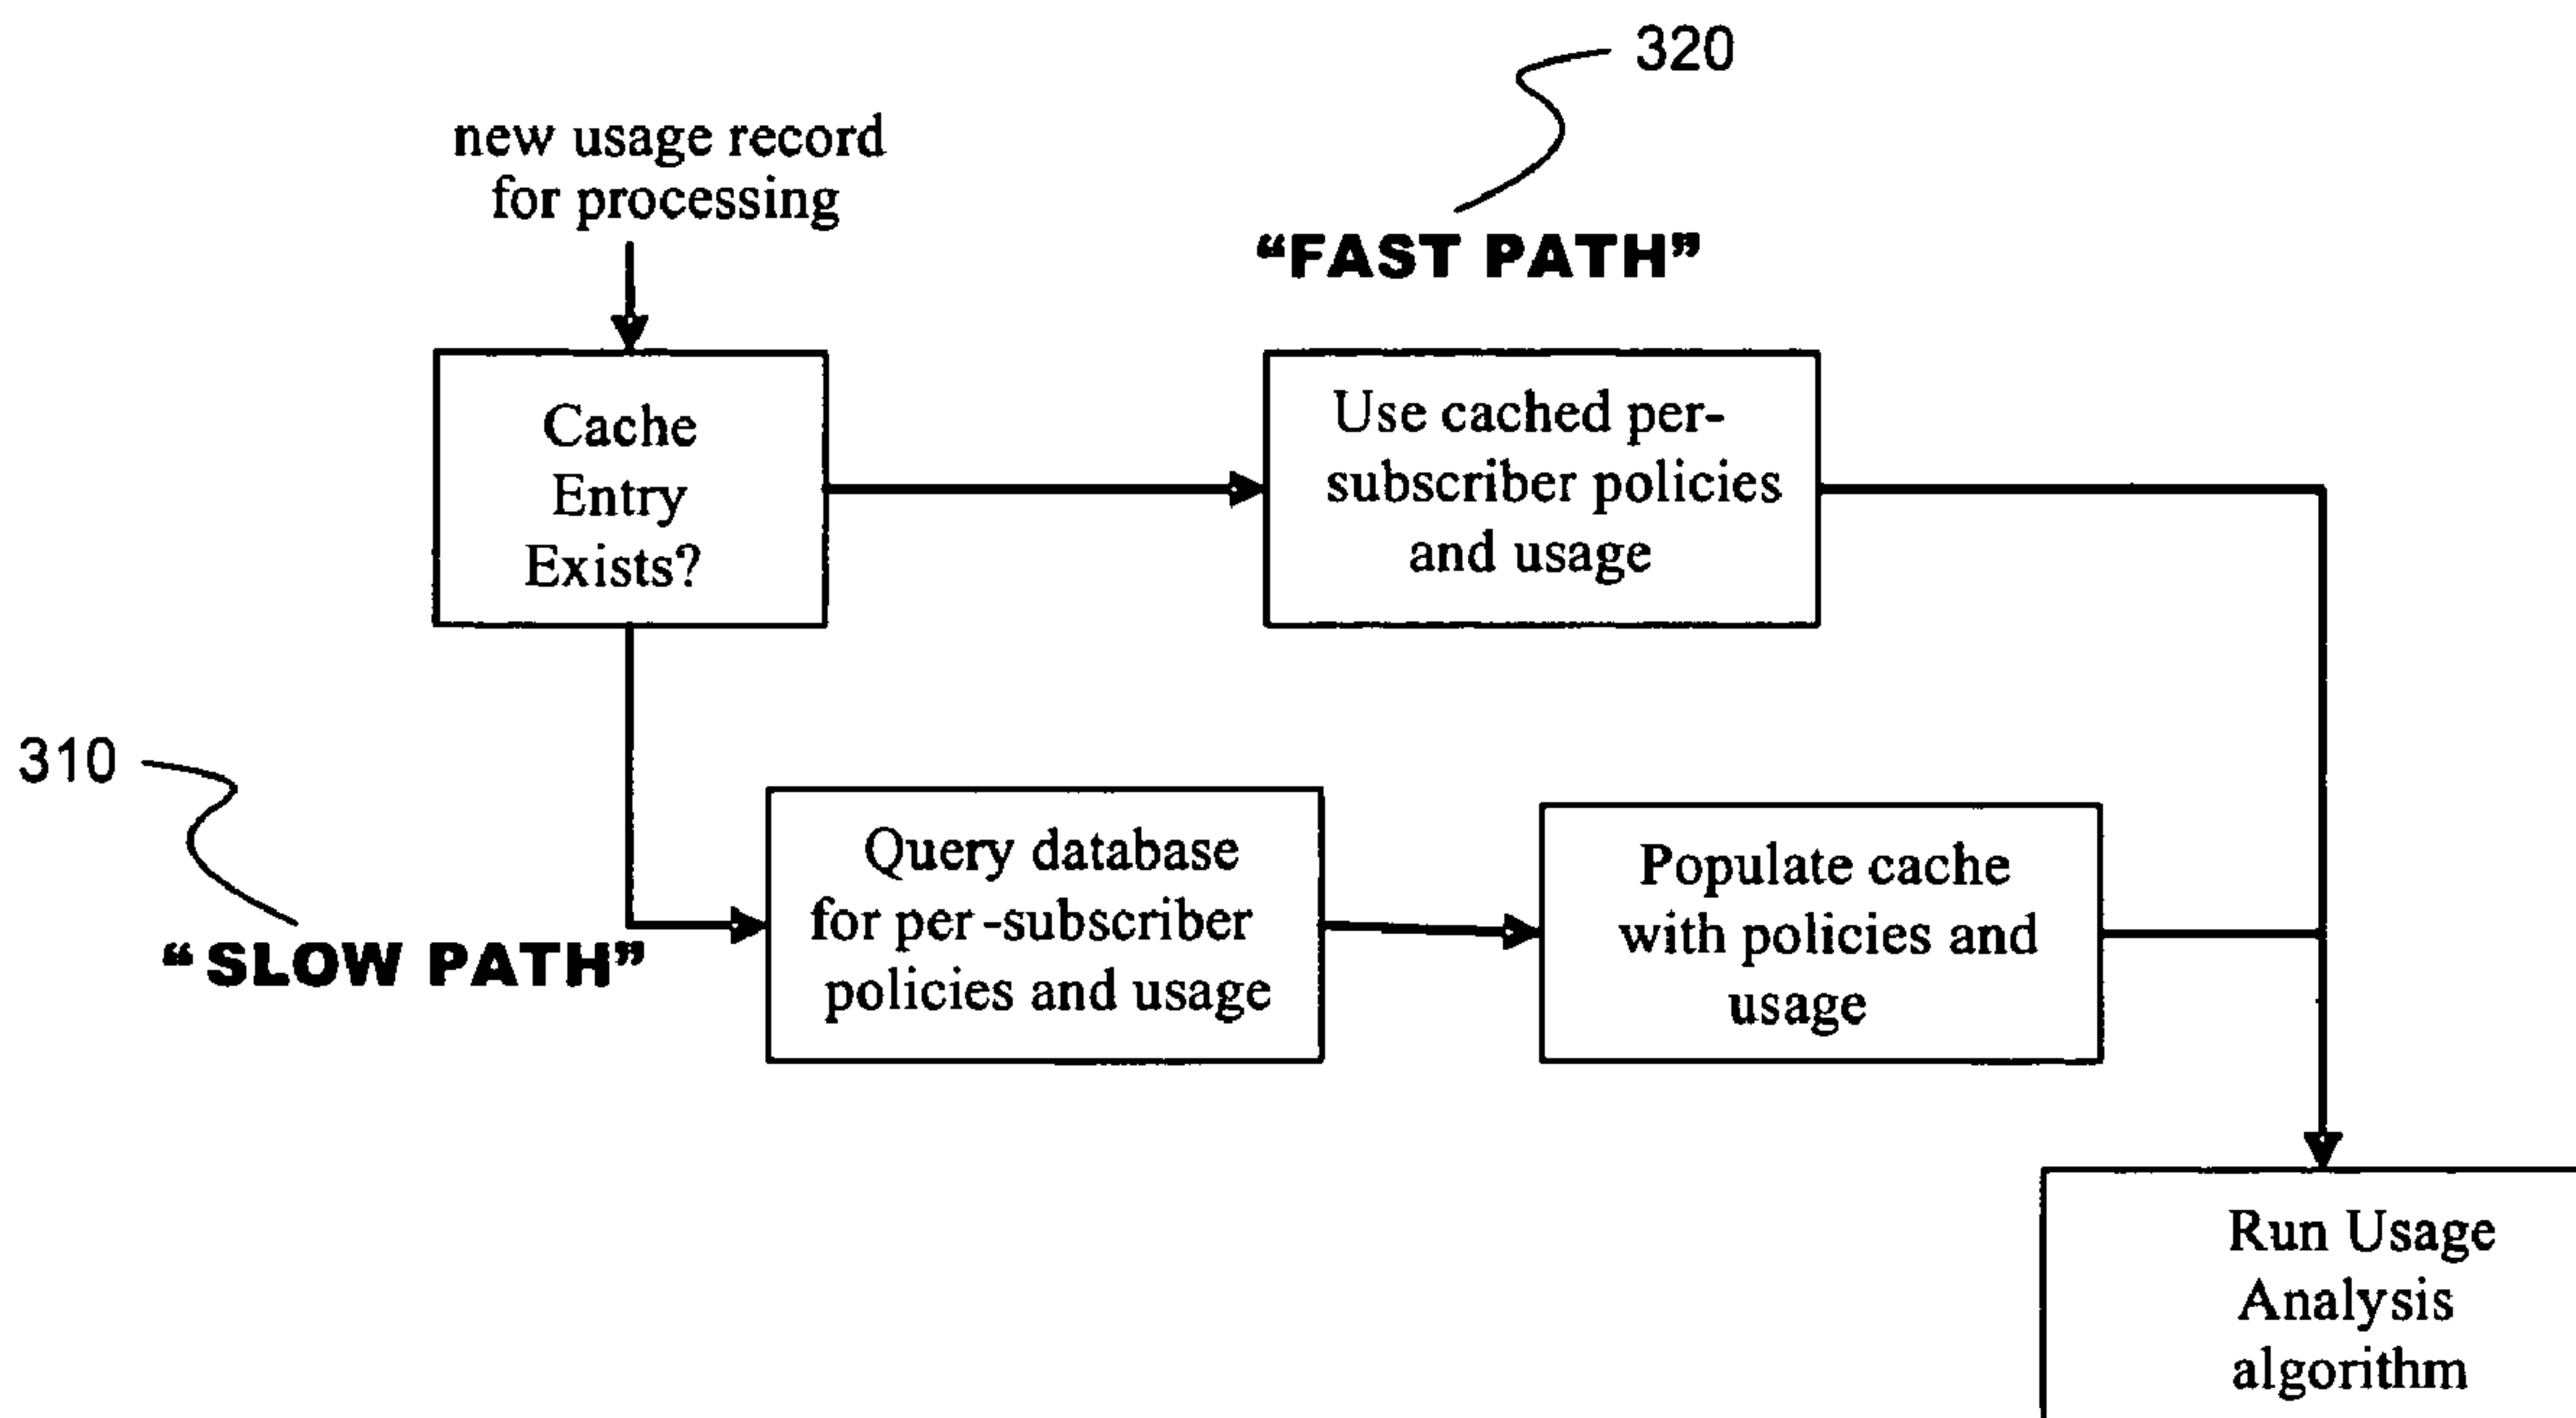 320
new usage record
for processing
“FAST PATH”
Cache
Entry
Exists?
Use cached per-
subscriber policies
and usage
310
“SLOW PATH”
Query database
for per-subscriber
policies and usage
Populate cache
with policies and
usage
Run Usage
Analysis
algorithm